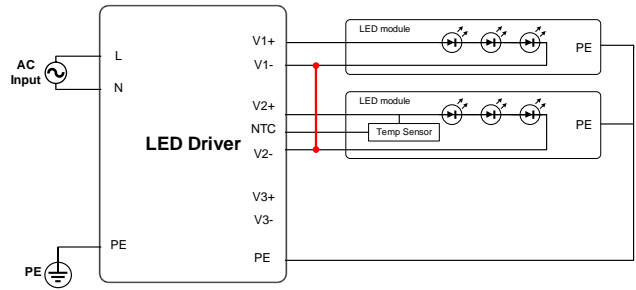 AC
Input
L
N
PE
PE
LED Driver
V1+
V1-
V2+
NTC
V2-
V3+
V3-
PE
LED module
PE
LED module
Temp Sensor
PE